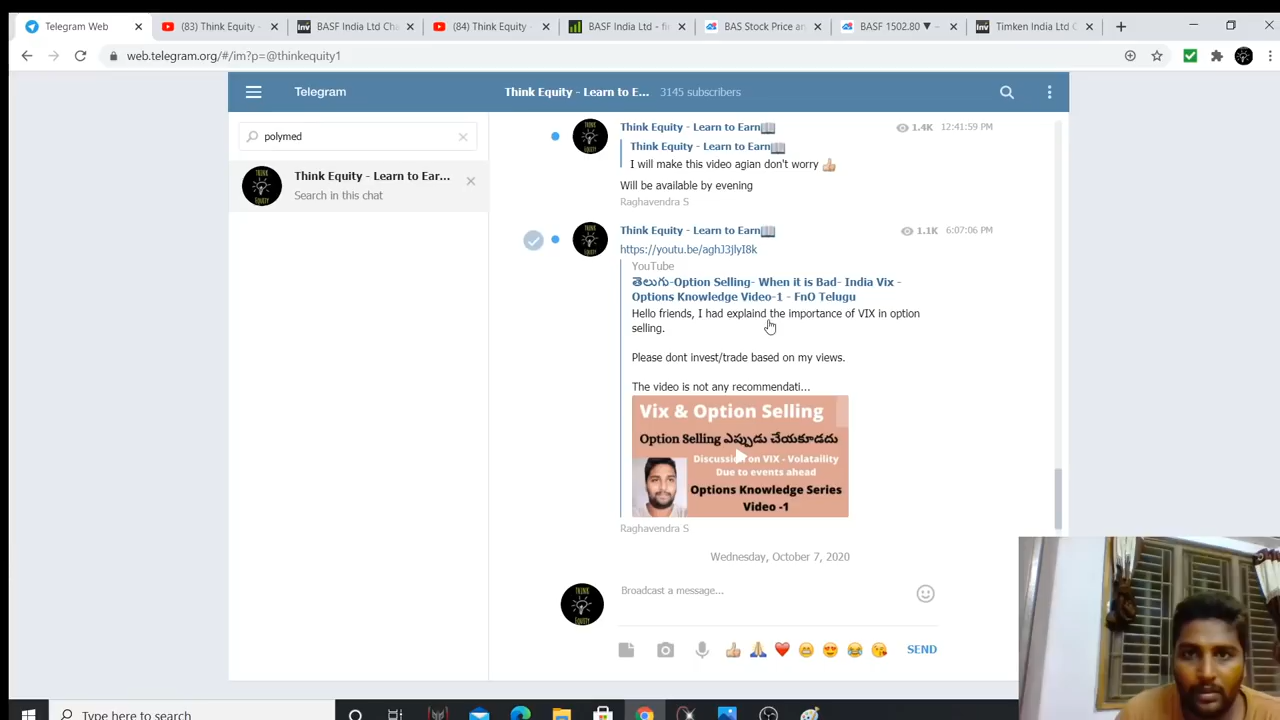 Telegram Web
(83) Think Equity -
BASF India Ltd Cha
(84) Think Equity -
BASF India Ltd - fi
BAS Stock Price an
BASF 1502.80 ▼ −
Timken India Ltd C
web.telegram.org/#/im?p=@thinkequity1
Telegram
Think Equity - Learn to E... 3145 subscribers
polymed
Think Equity - Learn to Ear...
Search in this chat
Think Equity - Learn to Earn📖 1.4K 12:41:59 PM
Think Equity - Learn to Earn📖
I will make this video agian don't worry 👍
Will be available by evening
Raghavendra S
Think Equity - Learn to Earn📖 1.1K 6:07:06 PM
https://youtu.be/aghJ3jlyI8k
YouTube
తెలుగు-Option Selling- When it is Bad- India Vix -
Options Knowledge Video-1 - FnO Telugu
Hello friends, I had explaind the importance of VIX in option
selling.
Please dont invest/trade based on my views.
The video is not any recommendati...
Vix & Option Selling
Option Selling ఎప్పుడు చేయకూడదు
Discussion on VIX - Volataility
Due to events ahead
Options Knowledge Series
Video -1
Raghavendra S
Wednesday, October 7, 2020
Broadcast a message...
SEND
Type here to search